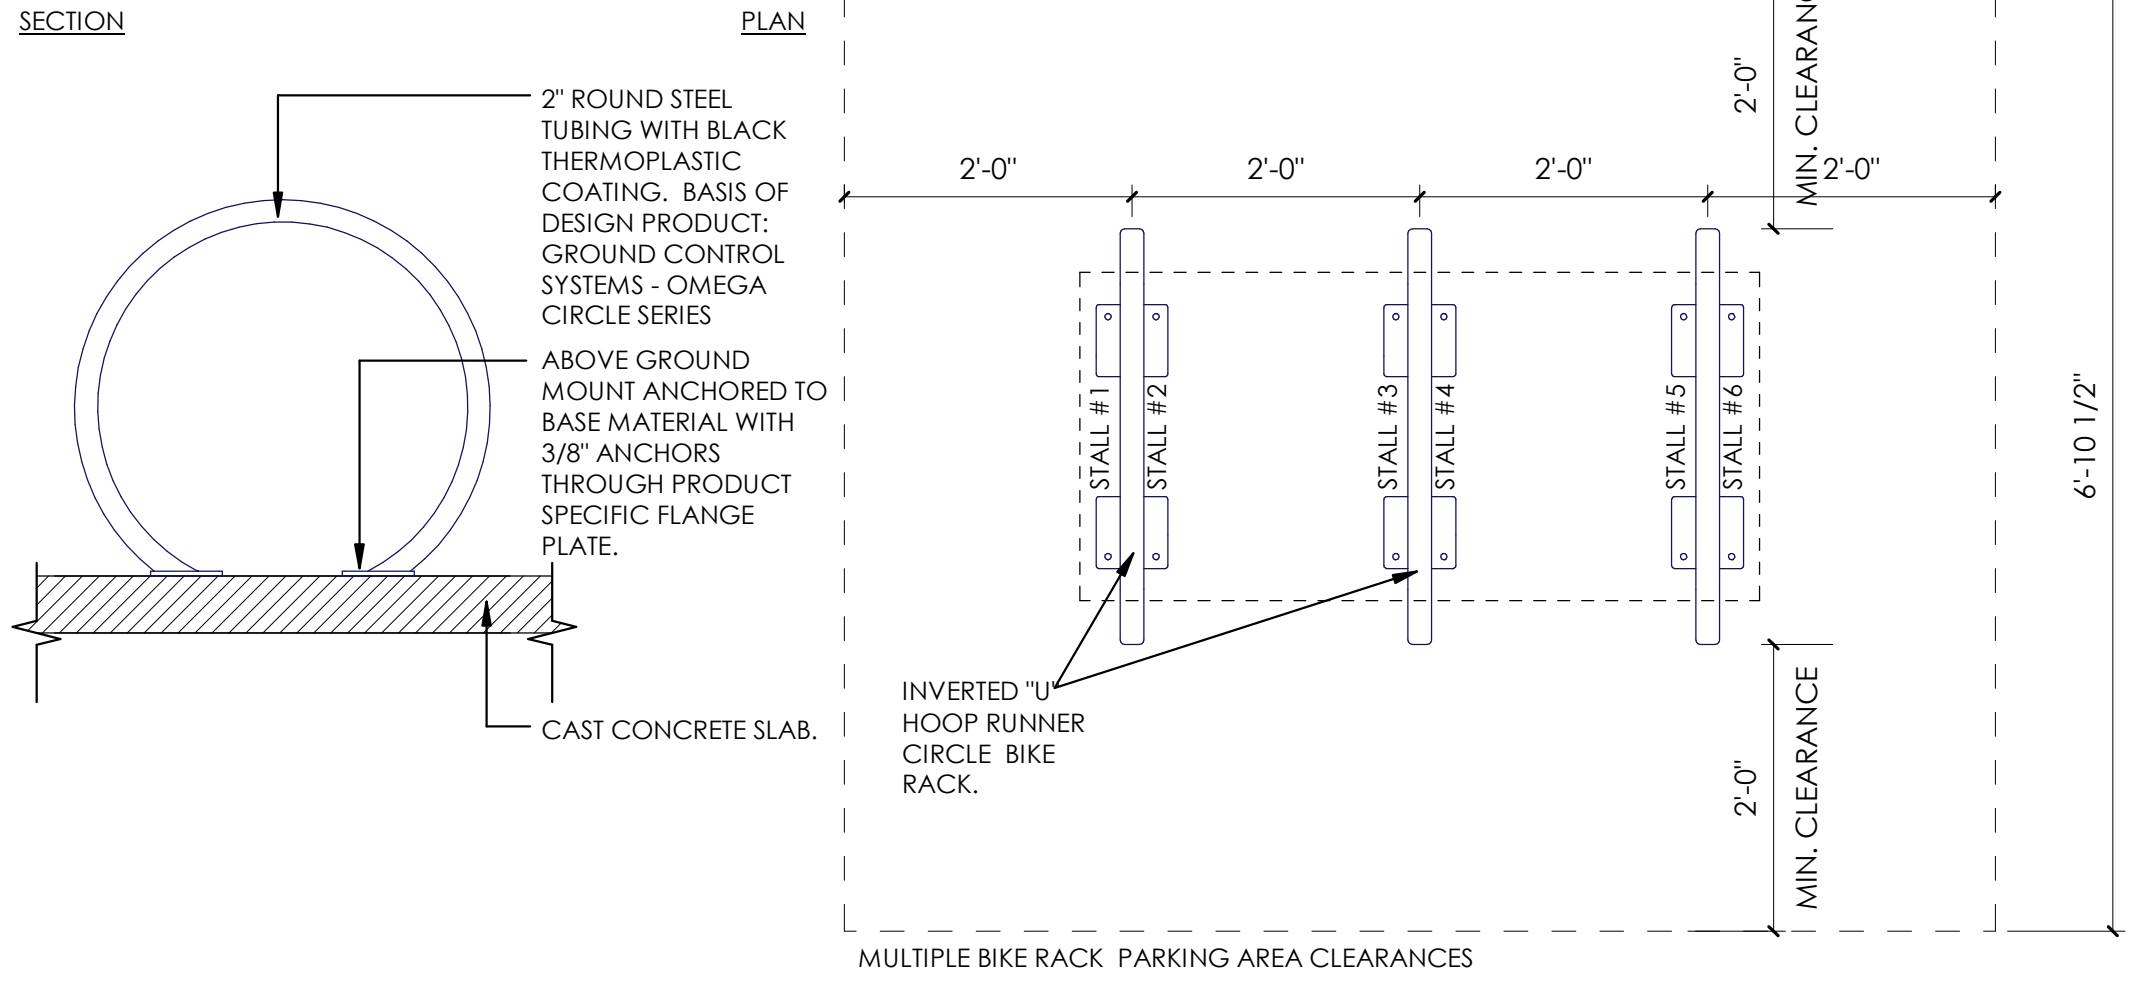 SECTION
PLAN
2" ROUND STEEL
TUBING WITH BLACK
THERMOPLASTIC
COATING. BASIS OF
DESIGN PRODUCT:
GROUND CONTROL
SYSTEMS - OMEGA
CIRCLE SERIES
ABOVE GROUND
MOUNT ANCHORED TO
BASE MATERIAL WITH
3/8" ANCHORS
THROUGH PRODUCT
SPECIFIC FLANGE
PLATE.
CAST CONCRETE SLAB.
2'-0"
MIN. CLEARANC
2'-0"
2'-0"
2'-0"
2'-0"
STALL #1
STALL #2
STALL #3
STALL #4
STALL #5
STALL #6
6'-10 1/2"
INVERTED "U"
HOOP RUNNER
CIRCLE BIKE
RACK.
2'-0"
MIN. CLEARANCE
MULTIPLE BIKE RACK PARKING AREA CLEARANCES